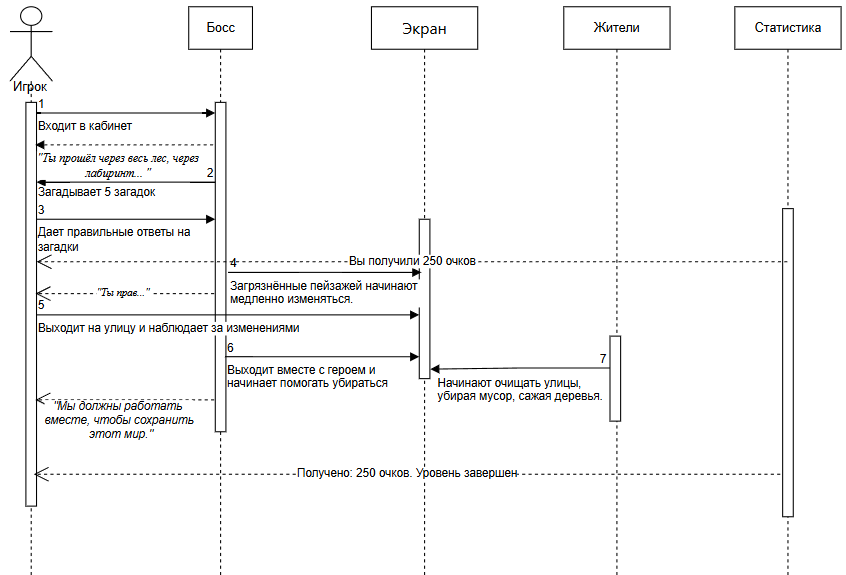 Игрок
Босс
Экран
Жители
Статистика
1
Входит в кабинет
"Ты прошёл через весь лес, через
лабиринт... "
2
Загадывает 5 загадок
3
Дает правильные ответы на
загадки
Вы получили 250 очков
4
Загрязнённые пейзажей начинают
медленно изменяться.
"Ты прав..."
5
Выходит на улицу и наблюдает за изменениями
6
Выходит вместе с героем и
начинает помогать убираться
7
Начинают очищать улицы,
убирая мусор, сажая деревья.
"Мы должны работать
вместе, чтобы сохранить
этот мир."
Получено: 250 очков. Уровень завершен